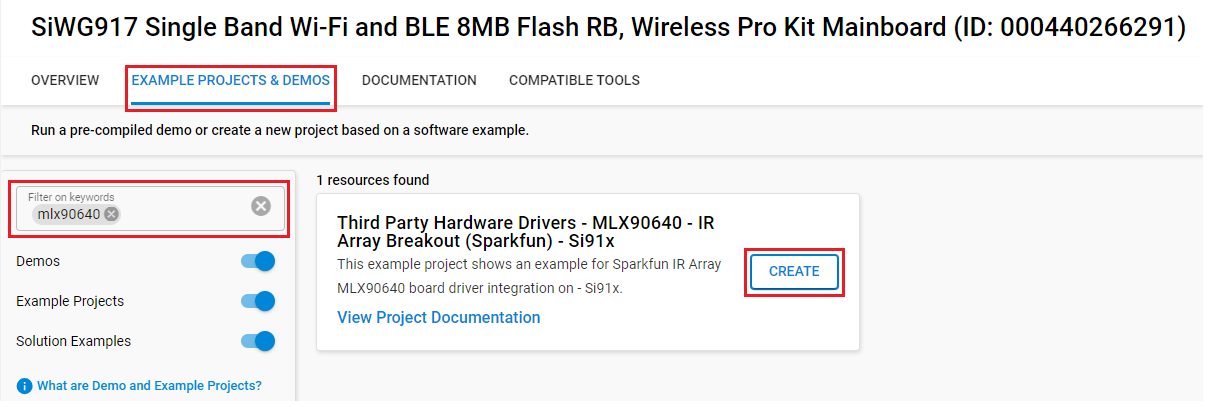 SiWG917 Single Band Wi-Fi and BLE 8MB Flash RB, Wireless Pro Kit Mainboard (ID: 000440266291)
OVERVIEW EXAMPLE PROJECTS & DEMOS DOCUMENTATION COMPATIBLE TOOLS
Run a pre-compiled demo or create a new project based on a software example.
Filter on keywords
mlx90640
Demos
Example Projects
Solution Examples
What are Demo and Example Projects?
1 resources found
Third Party Hardware Drivers - MLX90640 - IR
Array Breakout (Sparkfun) - Si91x
This example project shows an example for Sparkfun IR Array
MLX90640 board driver integration on - Si91x.
View Project Documentation
CREATE